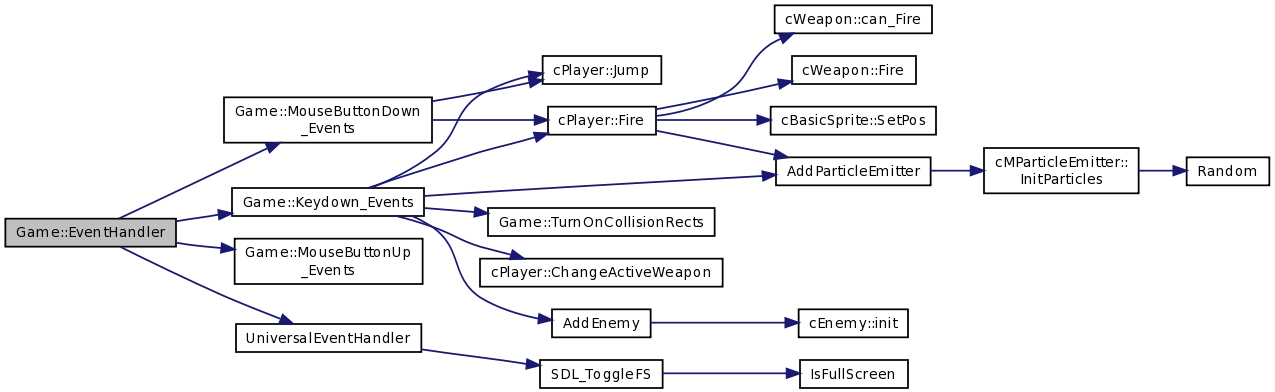 cWeapon::can_Fire
cPlayer::Jump
cWeapon::Fire
Game::MouseButtonDown
_Events
cPlayer::Fire
cBasicSprite::SetPos
AddParticleEmitter
cMParticleEmitter::
InitParticles
Random
Game::Keydown_Events
Game::TurnOnCollisionRects
Game::EventHandler
Game::MouseButtonUp
_Events
cPlayer::ChangeActiveWeapon
AddEnemy
cEnemy::init
UniversalEventHandler
SDL_ToggleFS
IsFullScreen